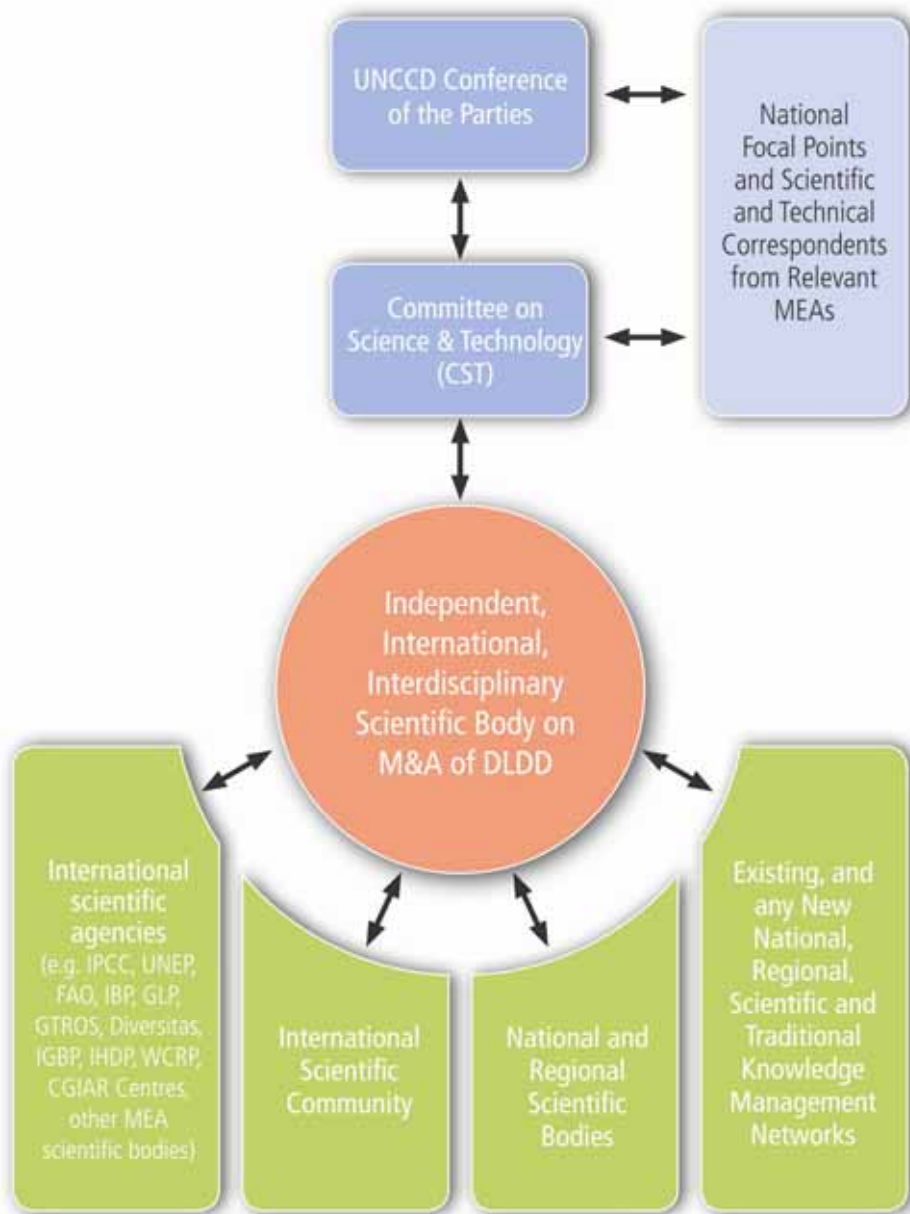 UNCCD Conference
of the Parties
National
Focal Points
and Scientific
and Technical
Correspondents
from Relevant
MEAs
Committee on
Science & Technology
(CST)
Independent,
International,
Interdisciplinary
Scientific Body on
M&A of DLDD
International
scientific
agencies
(e.g. IPCC, UNEP,
FAO, IBP, GLP,
GTROS, Diversitas,
IGBP, IHDP, WCRP,
CGIAR Centres,
other MEA
scientific bodies)
International
Scientific
Community
National and
Regional
Scientific
Bodies
Existing, and
any New
National,
Regional,
Scientific and
Traditional
Knowledge
Management
Networks